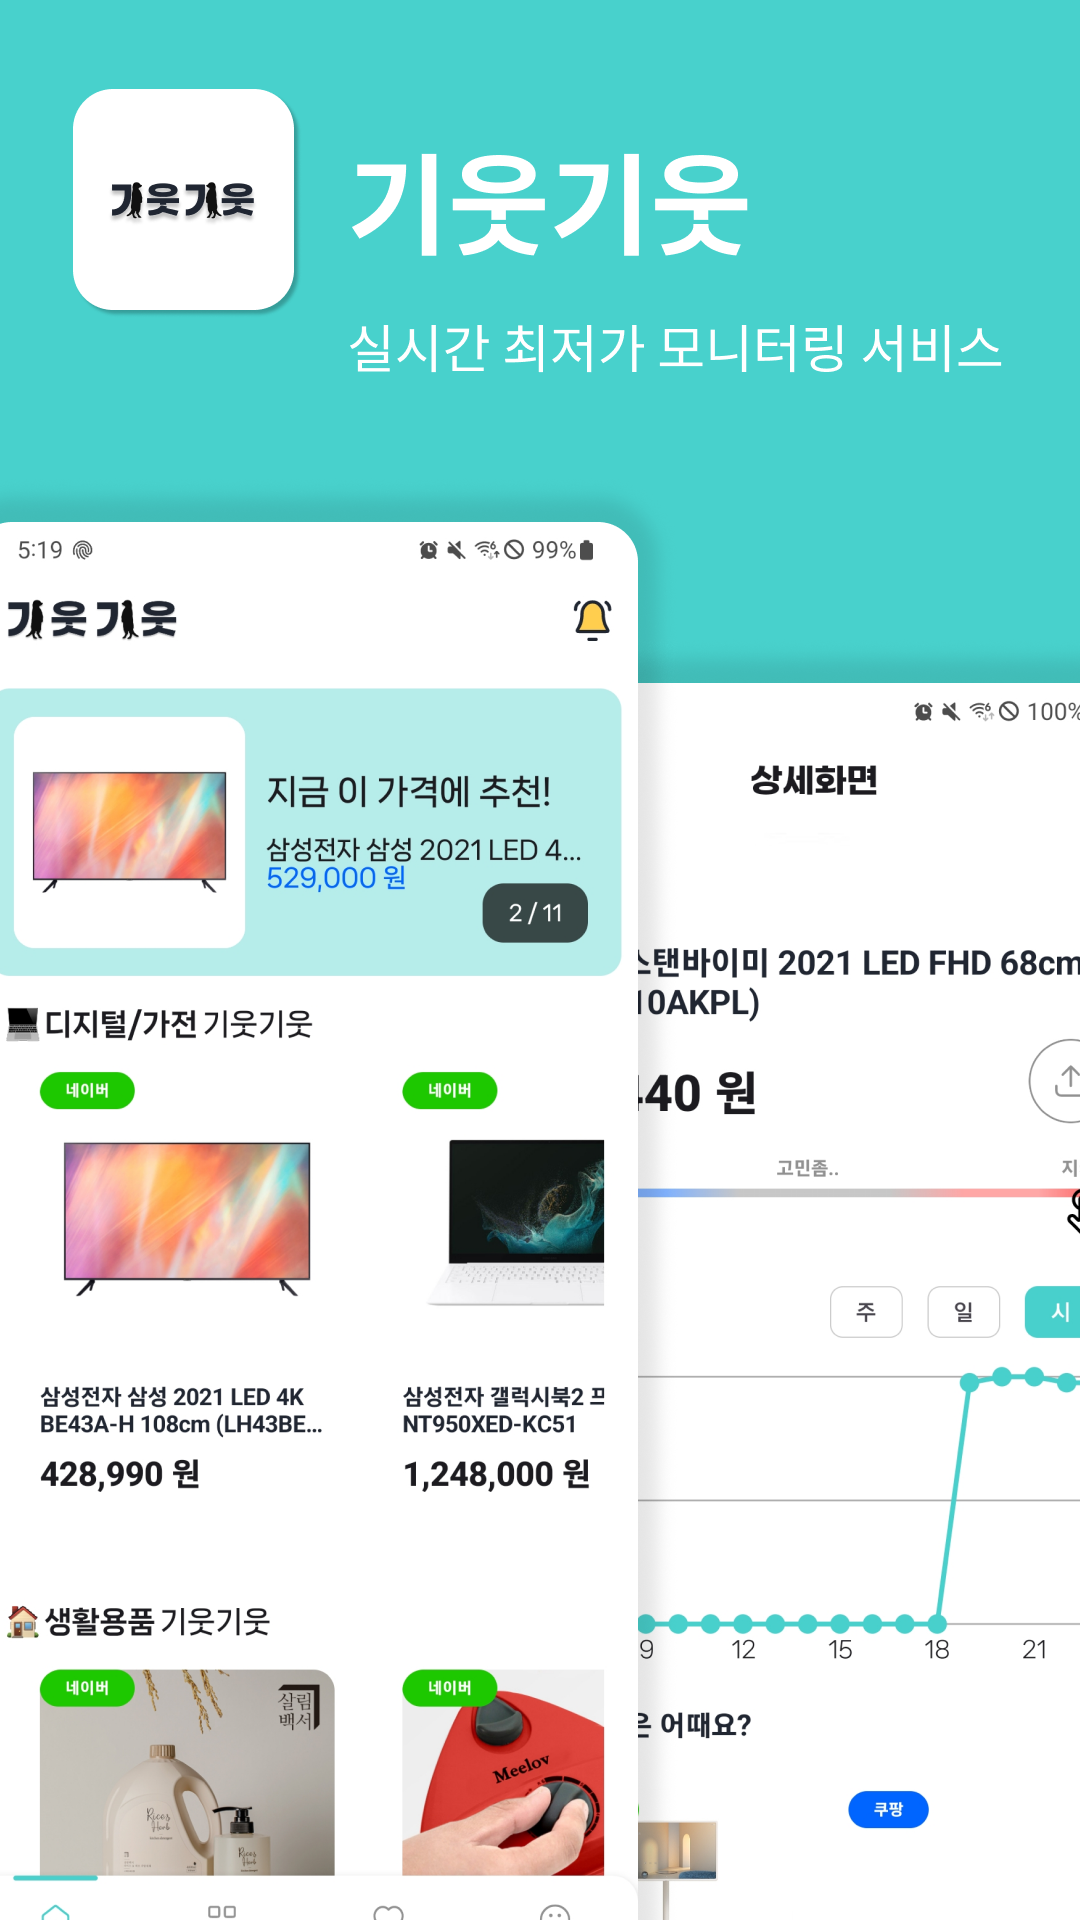 기웃기웃
기웃기웃
실시간 최저가 모니터링 서비스
5:19
99%
기웃기웃
지금 이 가격에 추천!
삼성전자 삼성 2021 LED 4...
529,000 원
2 / 11
디지털/가전 기웃기웃
네이버
네이버
삼성전자 삼성 2021 LED 4K
BE43A-H 108cm (LH43BE...
428,990 원
삼성전자 갤럭시북2 프
NT950XED-KC51
1,248,000 원
생활용품 기웃기웃
네이버
살림
백서
Rices
Herb
Rices
Herb
네이버
Meelov
100%
상세화면
스탠바이미 2021 LED FHD 68cm
10AKPL)
440 원
고민좀..
지
주
일
시
9
12
15
18
21
은 어때요?
쿠팡